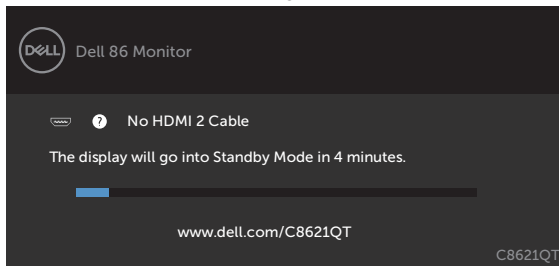 DELL
Dell 86 Monitor
? No HDMI 2 Cable
The display will go into Standby Mode in 4 minutes.
www.dell.com/C8621QT
C8621QT